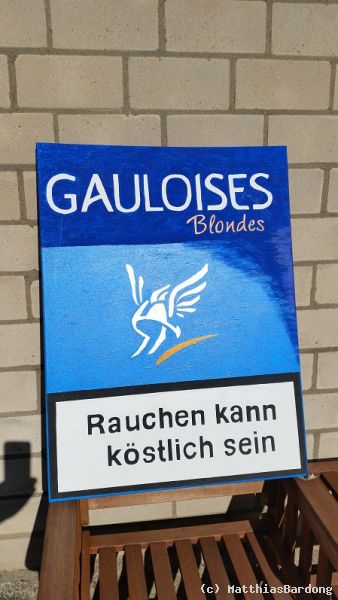 GAULOISES
Blondes
Rauchen kann
köstlich sein
(c) MatthiasBardong